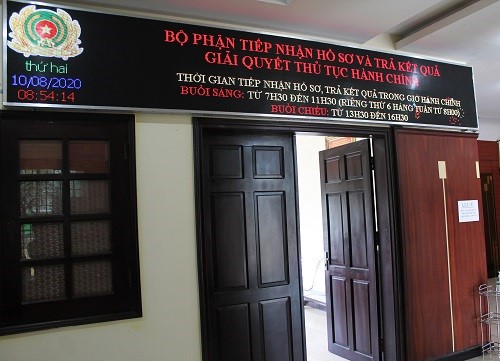 BỘ PHẬN TIẾP NHẬN HỒ SƠ VÀ TRẢ KẾT QUẢ
GIẢI QUYẾT THỦ TỤC HÀNH CHÍNH
THỜI GIAN TIẾP NHẬN HỒ SƠ, TRẢ KẾT QUẢ TRONG GIỜ HÀNH CHÍNH
BUỔI SÁNG: TỪ 7H30 ĐẾN 11H30 (RIÊNG THỨ 6 HÀNG TUẦN TỪ 8H00)
BUỔI CHIỀU: TỪ 13H30 ĐẾN 16H30
thứ hai
10/08/2020
08:54:14